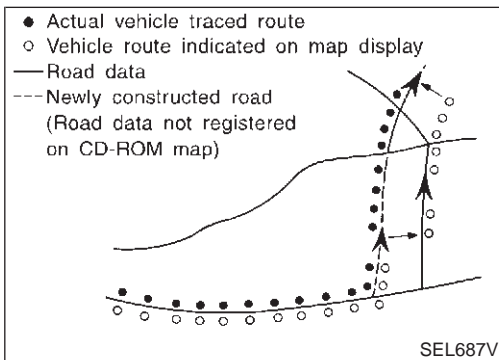 ● Actual vehicle traced route
○ Vehicle route indicated on map display
— Road data
--- Newly constructed road
(Road data not registered
on CD-ROM map)
SEL687V